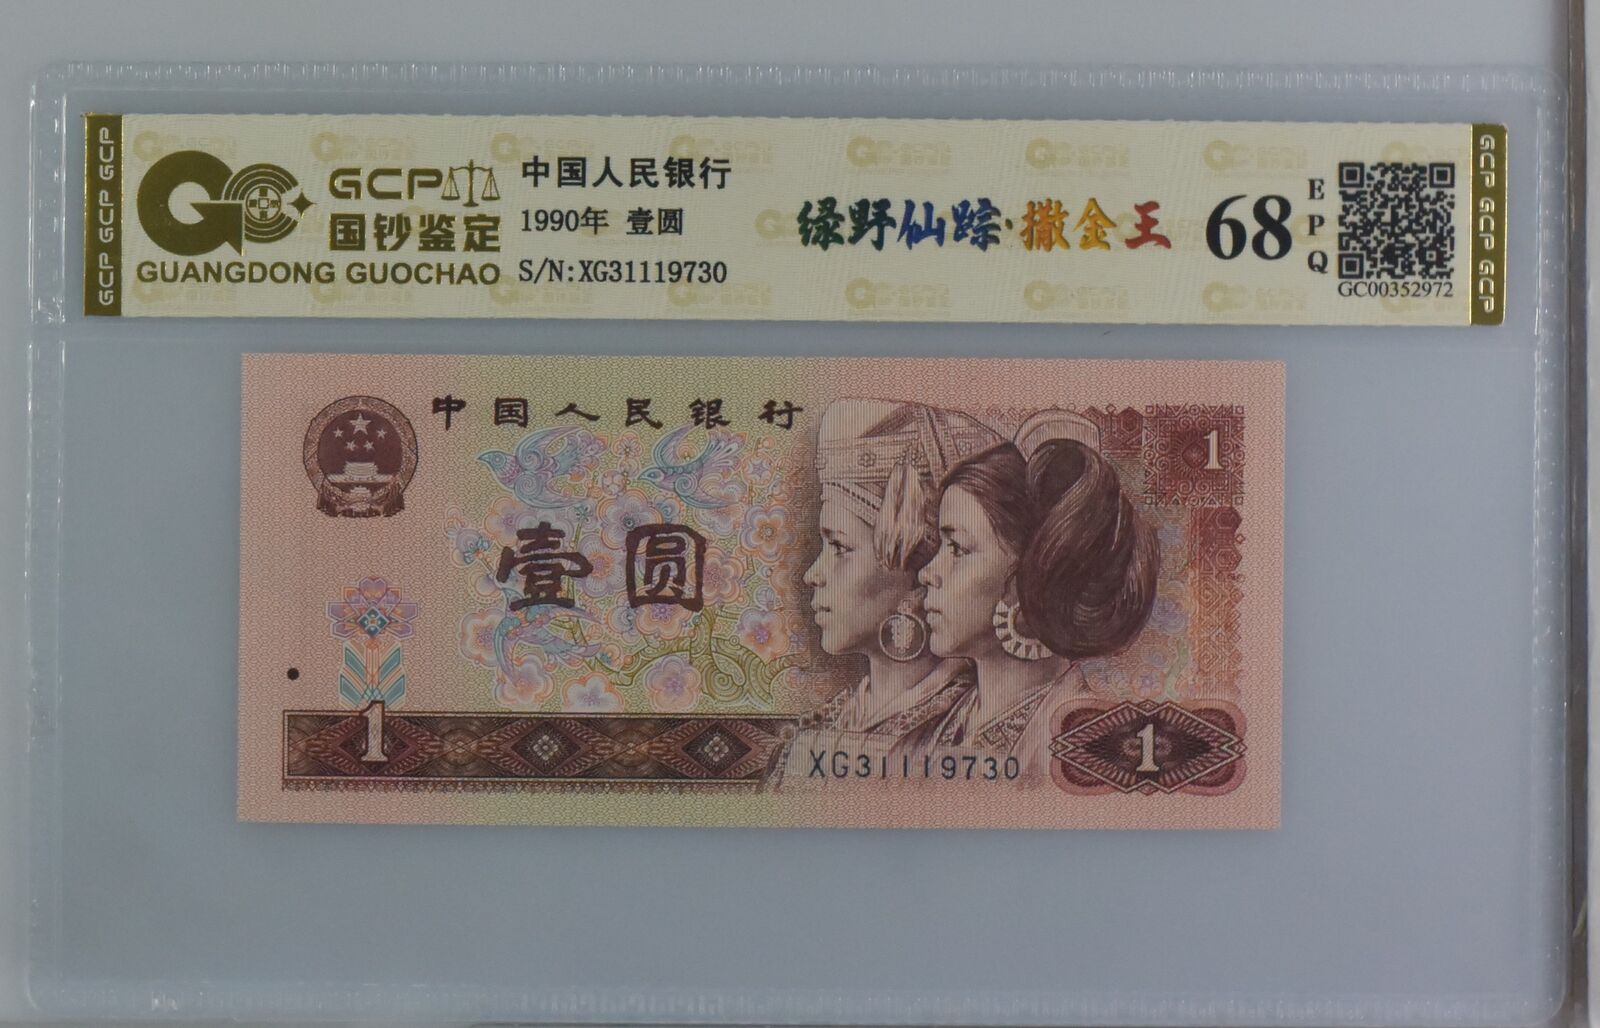 GCP GCP GCP
GCP
国钞鉴定
GUANGDONG GUOCHAO
中国人民银行
1990年 壹圆
S/N:XG31119730
绿野仙踪·撒金王
68
EPQ
GC00352972
GCP GCP GCP
中国人民银行
1
壹圆
1
XG31119730
1